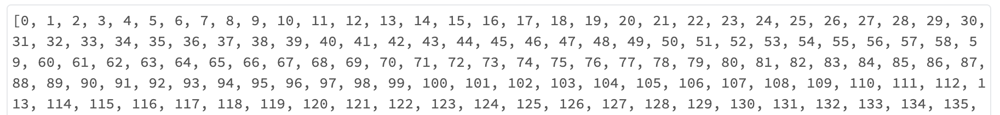 [0, 1, 2, 3, 4, 5, 6, 7, 8, 9, 10, 11, 12, 13, 14, 15, 16, 17, 18, 19, 20, 21, 22, 23, 24, 25, 26, 27, 28, 29, 30,
31, 32, 33, 34, 35, 36, 37, 38, 39, 40, 41, 42, 43, 44, 45, 46, 47, 48, 49, 50, 51, 52, 53, 54, 55, 56, 57, 58, 5
9, 60, 61, 62, 63, 64, 65, 66, 67, 68, 69, 70, 71, 72, 73, 74, 75, 76, 77, 78, 79, 80, 81, 82, 83, 84, 85, 86, 87,
88, 89, 90, 91, 92, 93, 94, 95, 96, 97, 98, 99, 100, 101, 102, 103, 104, 105, 106, 107, 108, 109, 110, 111, 112, 1
13, 114, 115, 116, 117, 118, 119, 120, 121, 122, 123, 124, 125, 126, 127, 128, 129, 130, 131, 132, 133, 134, 135,